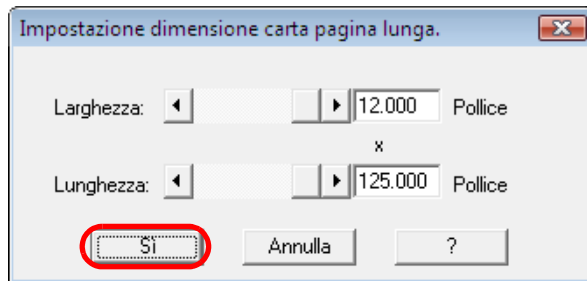 Impostazione dimensione carta pagina lunga.
Larghezza: 12.000 Pollice
x
Lunghezza: 125.000 Pollice
Sì Annulla ?